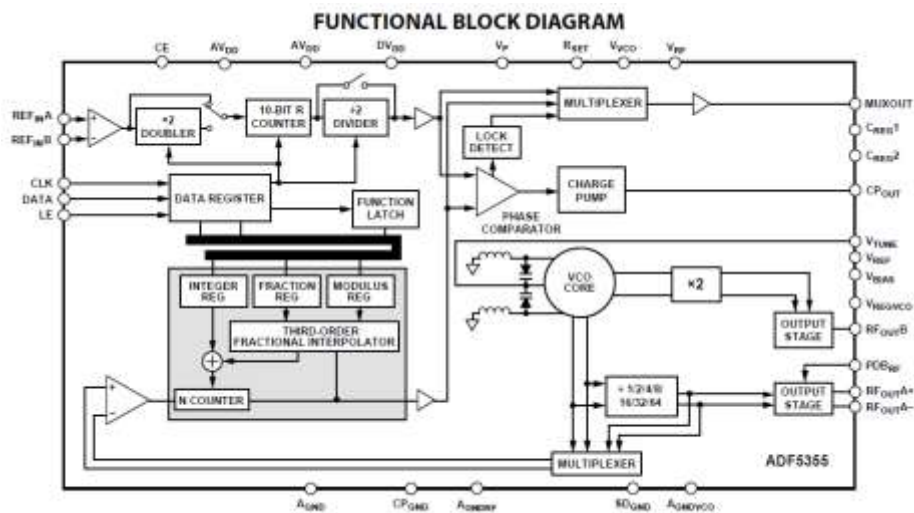 FUNCTIONAL BLOCK DIAGRAM
CE
AVDD
AVDD
DVDD
VP
RSET
VVCO
VRF
REFINA
REFINB
×2
DOUBLER
10-BIT R
COUNTER
÷2
DIVIDER
MULTIPLEXER
MUXOUT
LOCK
DETECT
CREG1
CREG2
CLK
DATA
LE
DATA REGISTER
FUNCTION
LATCH
CHARGE
PUMP
CPOUT
PHASE
COMPARATOR
VTUNE
VREF
VBIAS
VREGVCO
INTEGER
REG
FRACTION
REG
MODULUS
REG
VCO
CORE
×2
OUTPUT
STAGE
RFOUTB
THIRD-ORDER
FRACTIONAL INTERPOLATOR
N COUNTER
÷ 1/2/4/8/
16/32/64
OUTPUT
STAGE
PDBRF
RFOUTA+
RFOUTA–
MULTIPLEXER
ADF5355
AGND
CPGND
AGNDRF
SDGND
AGNDVCO